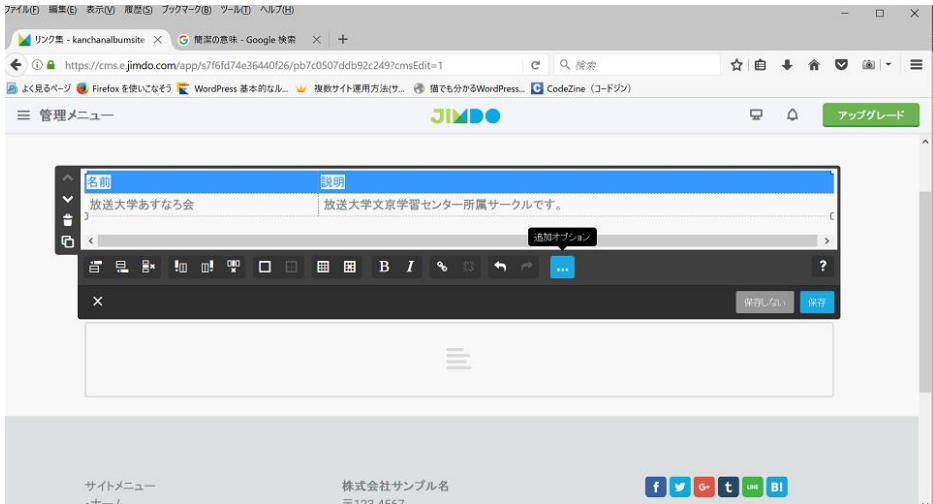 ファイル(F) 編集(E) 表示(V) 履歴(S) ブックマーク(B) ツール(T) ヘルプ(H)
リンク集 - kanchanalbumsite × G 簡潔の意味 - Google 検索 × +
https://cms.e.jimdo.com/app/s7f6fd74e36440f26/pb7c0507ddb92c249?cmsEdit=1 検索
よく見るページ Firefox を使いこなそう WordPress 基本的なル... 複数サイト運用方法(サ... 猫でも分かるWordPress... C CodeZine（コードジン）
管理メニュー JIMDO アップグレード
名前 説明
放送大学あすなろ会 放送大学文京学習センター所属サークルです。
追加オプション
B I ... ?
保存しない 保存
サイトメニュー 株式会社サンプル名 f G+ t LINE B!
・ホーム 〒123-4567